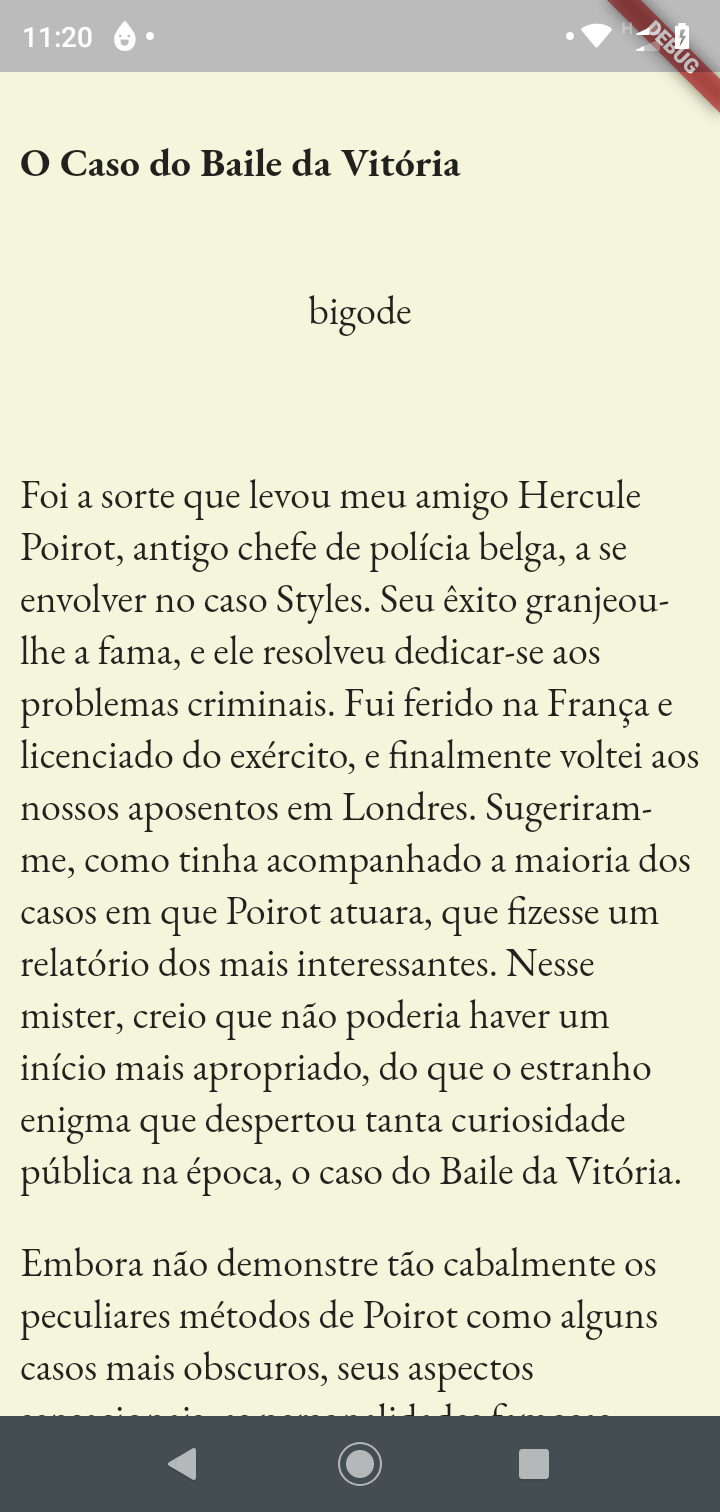 11:20
H
DEBUG
O Caso do Baile da Vitória
bigode
Foi a sorte que levou meu amigo Hercule
Poirot, antigo chefe de polícia belga, a se
envolver no caso Styles. Seu êxito granjeou-
lhe a fama, e ele resolveu dedicar-se aos
problemas criminais. Fui ferido na França e
licenciado do exército, e finalmente voltei aos
nossos aposentos em Londres. Sugeriram-
me, como tinha acompanhado a maioria dos
casos em que Poirot atuara, que fizesse um
relatório dos mais interessantes. Nesse
mister, creio que não poderia haver um
início mais apropriado, do que o estranho
enigma que despertou tanta curiosidade
pública na época, o caso do Baile da Vitória.
Embora não demonstre tão cabalmente os
peculiares métodos de Poirot como alguns
casos mais obscuros, seus aspectos